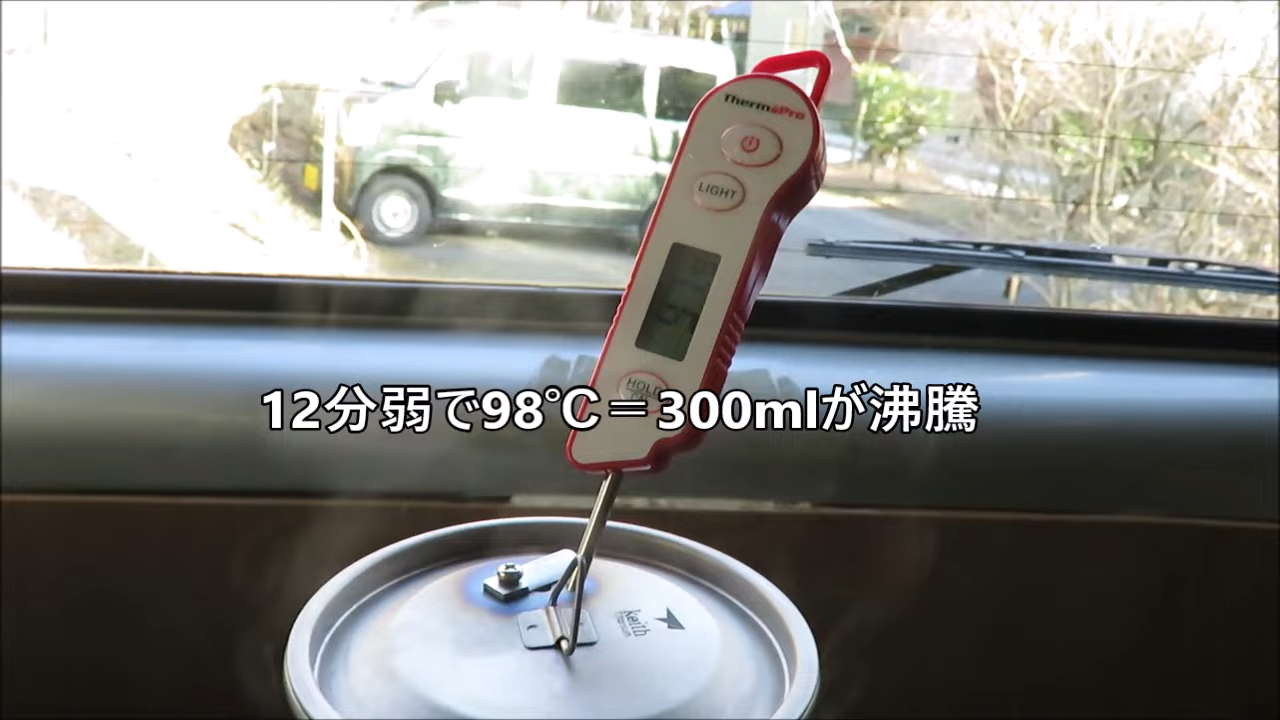 ThermoPro
LIGHT
HOLD
12分弱で98℃＝300mlが沸騰
keith
Titanium